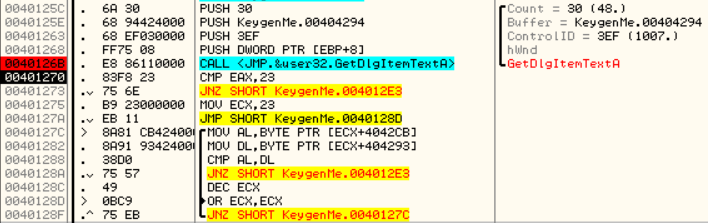 0040125C . 6A 30 PUSH 30 Count = 30 (48.)
0040125E . 68 94424000 PUSH KeygenMe.00404294 Buffer = KeygenMe.00404294
00401263 . 68 EF030000 PUSH 3EF ControlID = 3EF (1007.)
00401268 . FF75 08 PUSH DWORD PTR [EBP+8] hWnd
0040126B . E8 86110000 CALL <JMP.&user32.GetDlgItemTextA> GetDlgItemTextA
00401270 . 83F8 23 CMP EAX,23
00401273 .v 75 6E JNZ SHORT KeygenMe.004012E3
00401275 . B9 23000000 MOV ECX,23
0040127A .v EB 11 JMP SHORT KeygenMe.0040128D
0040127C > 8A81 CB424000 MOV AL,BYTE PTR [ECX+4042CB]
00401282 . 8A91 93424000 MOV DL,BYTE PTR [ECX+404293]
00401288 . 38D0 CMP AL,DL
0040128A .v 75 57 JNZ SHORT KeygenMe.004012E3
0040128C . 49 DEC ECX
0040128D > 0BC9 OR ECX,ECX
0040128F .^ 75 EB JNZ SHORT KeygenMe.0040127C